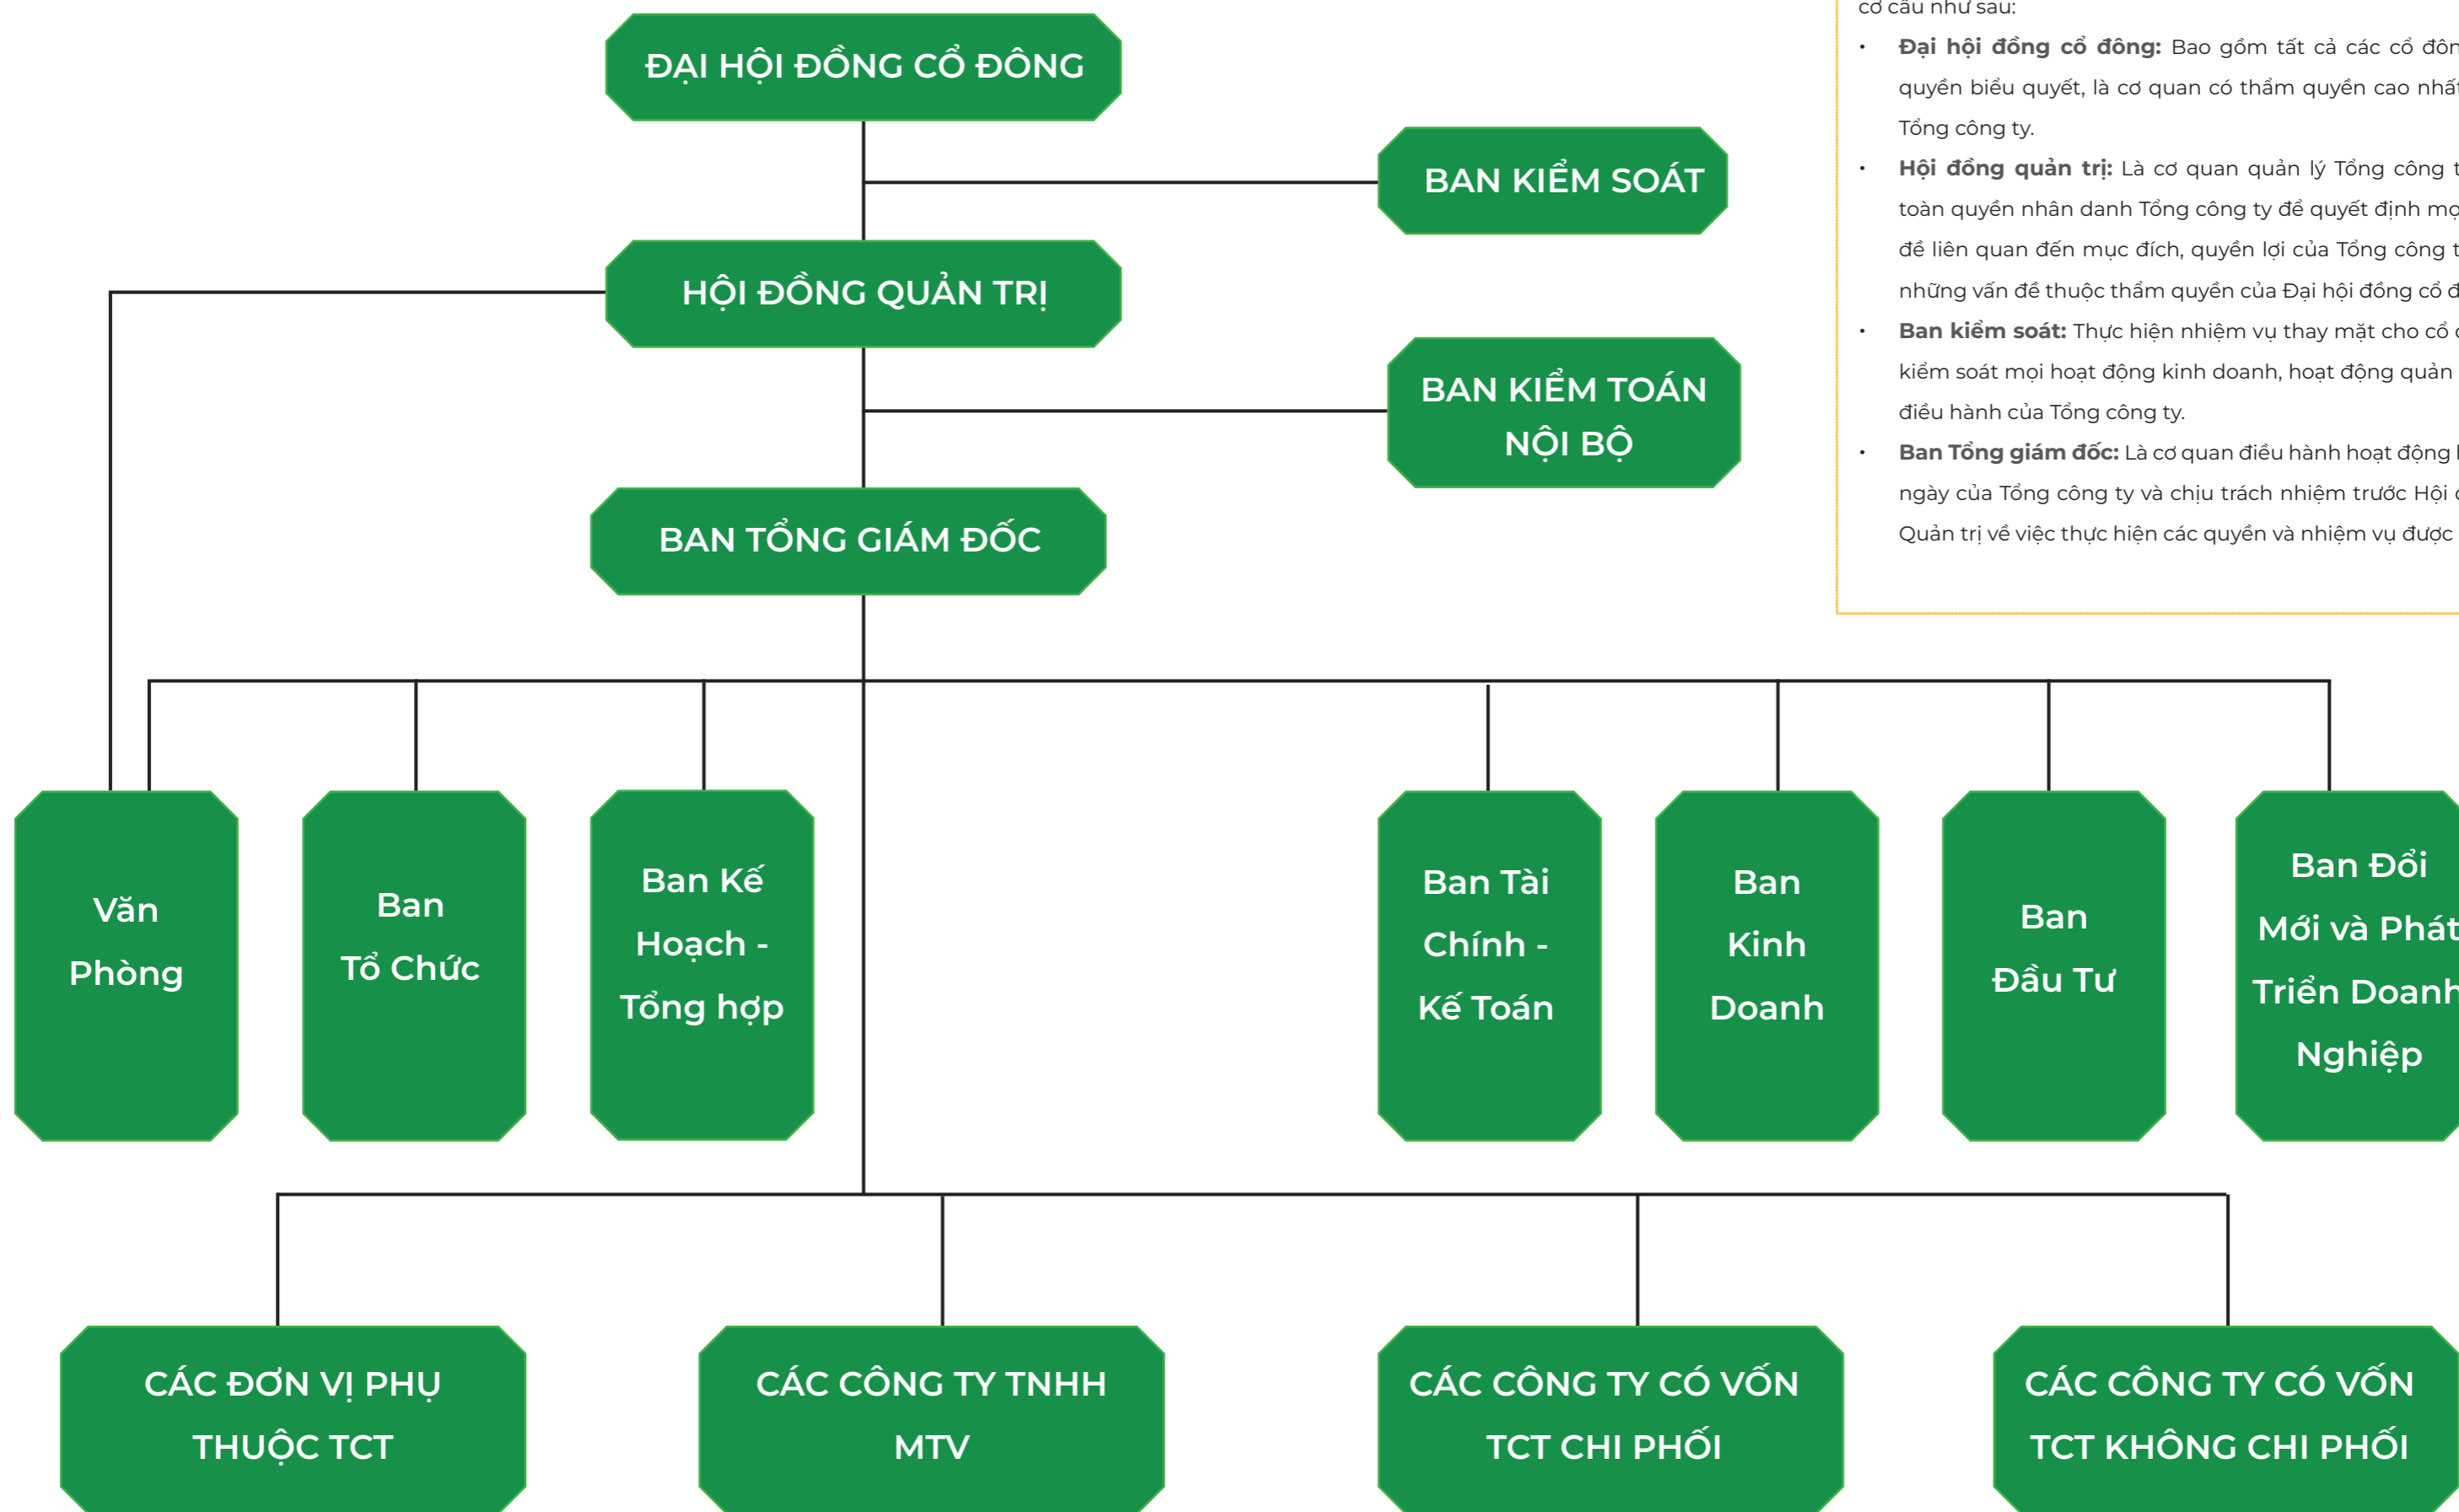 ĐẠI HỘI ĐỒNG CỔ ĐÔNG
BAN KIỂM SOÁT
HỘI ĐỒNG QUẢN TRỊ
BAN KIỂM TOÁN
NỘI BỘ
BAN TỔNG GIÁM ĐỐC
cơ cấu như sau:
• Đại hội đồng cổ đông: Bao gồm tất cả các cổ đôn
quyền biểu quyết, là cơ quan có thẩm quyền cao nhất
Tổng công ty.
• Hội đồng quản trị: Là cơ quan quản lý Tổng công t
toàn quyền nhân danh Tổng công ty để quyết định mọ
đề liên quan đến mục đích, quyền lợi của Tổng công t
những vấn đề thuộc thẩm quyền của Đại hội đồng cổ đ
• Ban kiểm soát: Thực hiện nhiệm vụ thay mặt cho cổ
kiểm soát mọi hoạt động kinh doanh, hoạt động quản
điều hành của Tổng công ty.
• Ban Tổng giám đốc: Là cơ quan điều hành hoạt động
ngày của Tổng công ty và chịu trách nhiệm trước Hội
Quản trị về việc thực hiện các quyền và nhiệm vụ được
Văn
Phòng
Ban
Tổ Chức
Ban Kế
Hoạch -
Tổng hợp
Ban Tài
Chính -
Kế Toán
Ban
Kinh
Doanh
Ban
Đầu Tư
Ban Đổi
Mới và Phát
Triển Doanh
Nghiệp
CÁC ĐƠN VỊ PHỤ
THUỘC TCT
CÁC CÔNG TY TNHH
MTV
CÁC CÔNG TY CÓ VỐN
TCT CHI PHỐI
CÁC CÔNG TY CÓ VỐN
TCT KHÔNG CHI PHỐI